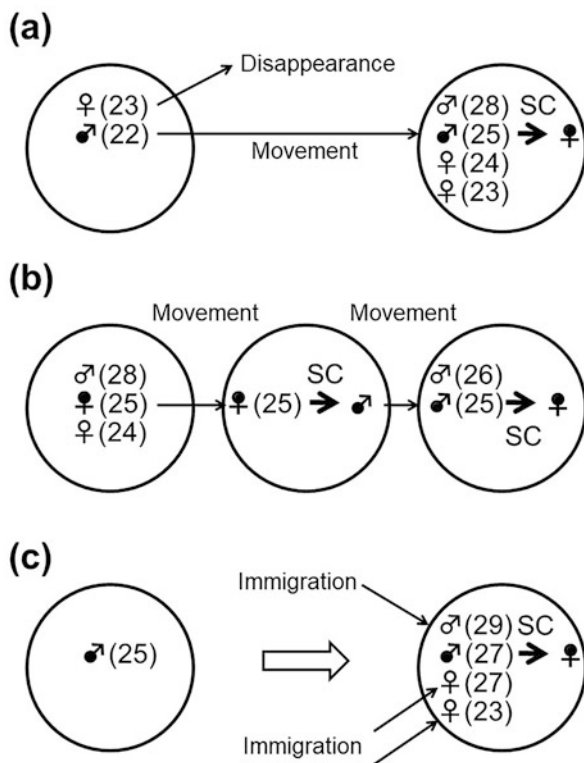 (a)
Disappearance
♀(23)
♂(22)
Movement
♂(28) SC
♂(25) ♀
♀(24)
♀(23)
(b)
Movement Movement
♂(28)
♀(25)
♀(24)
SC
♀(25) ♂
♂(26)
♂(25) ♀
SC
(c)
Immigration
♂(25)
♂(29) SC
♂(27) ♀
♀(27)
♀(23)
Immigration